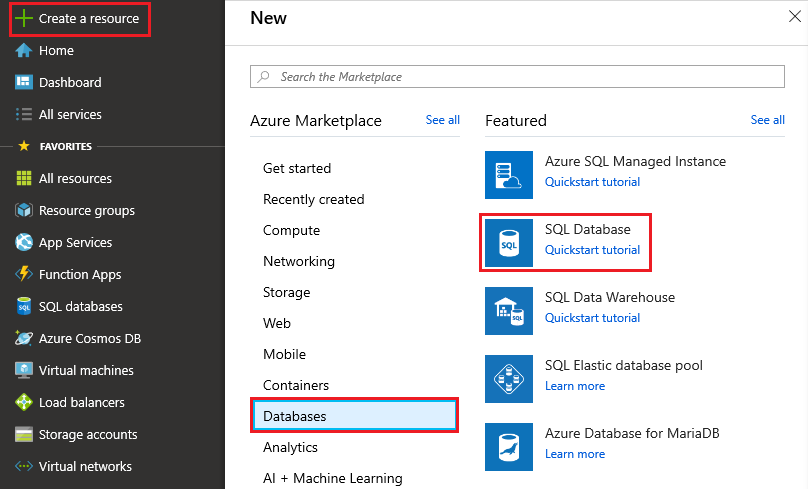 Create a resource
Home
Dashboard
All services
FAVORITES
All resources
Resource groups
App Services
Function Apps
SQL
SQL databases
Azure Cosmos DB
Virtual machines
Load balancers
Storage accounts
Virtual networks
New
Search the Marketplace
Azure Marketplace
See all
Get started
Recently created
Compute
Networking
Storage
Web
Mobile
Containers
Databases
Analytics
AI + Machine Learning
Featured
See all
Azure SQL Managed Instance
Quickstart tutorial
SQL
SQL Database
Quickstart tutorial
SQL
SQL Data Warehouse
Quickstart tutorial
SQL Elastic database pool
Learn more
Azure Database for MariaDB
Learn more